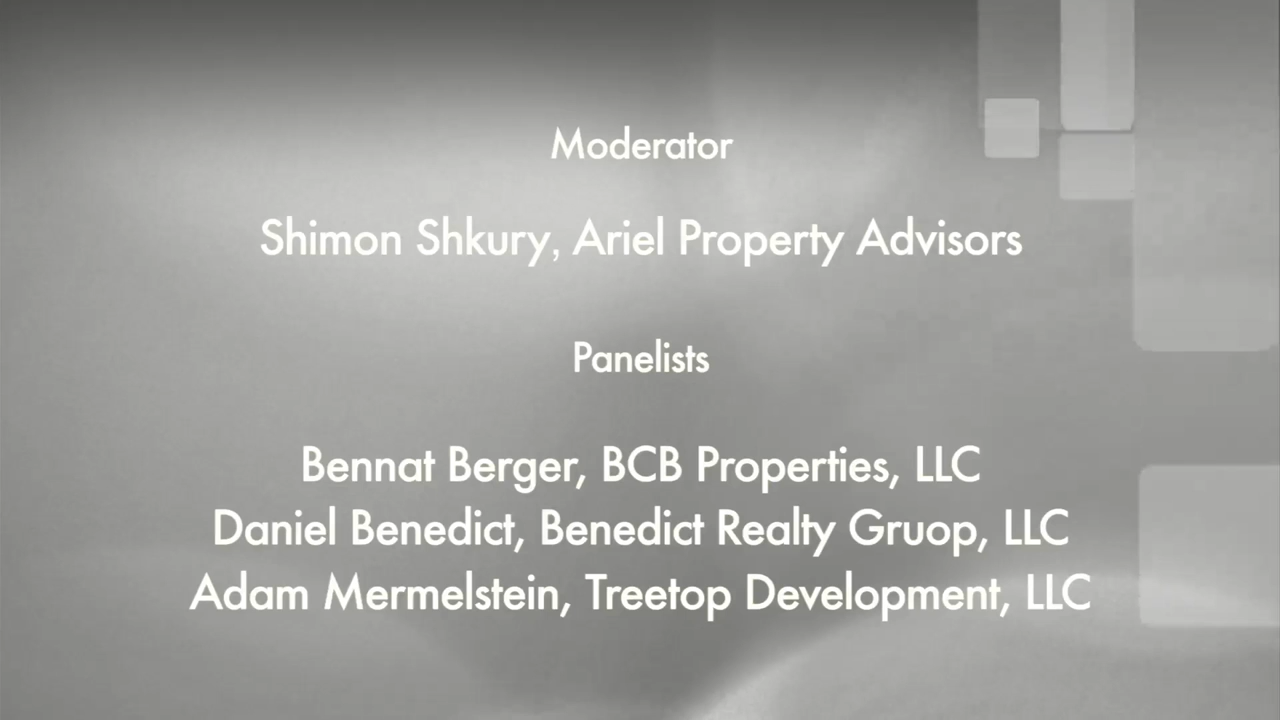 Moderator
Shimon Shkury, Ariel Property Advisors
Panelists
Bennat Berger, BCB Properties, LLC
Daniel Benedict, Benedict Realty Gruop, LLC
Adam Mermelstein, Treetop Development, LLC